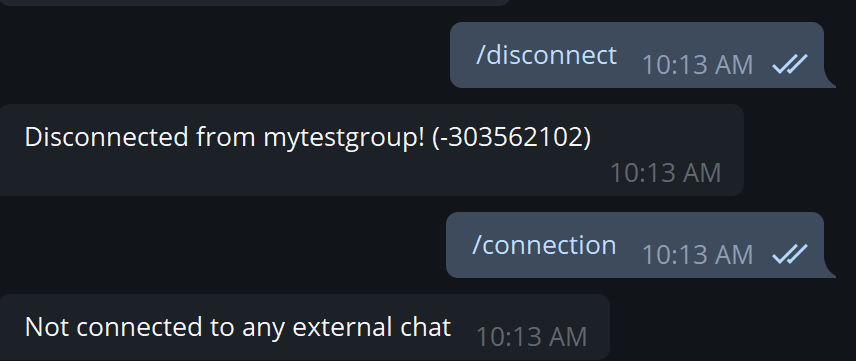 /disconnect 10:13 AM
Disconnected from mytestgroup! (-303562102)
10:13 AM
/connection 10:13 AM
Not connected to any external chat 10:13 AM